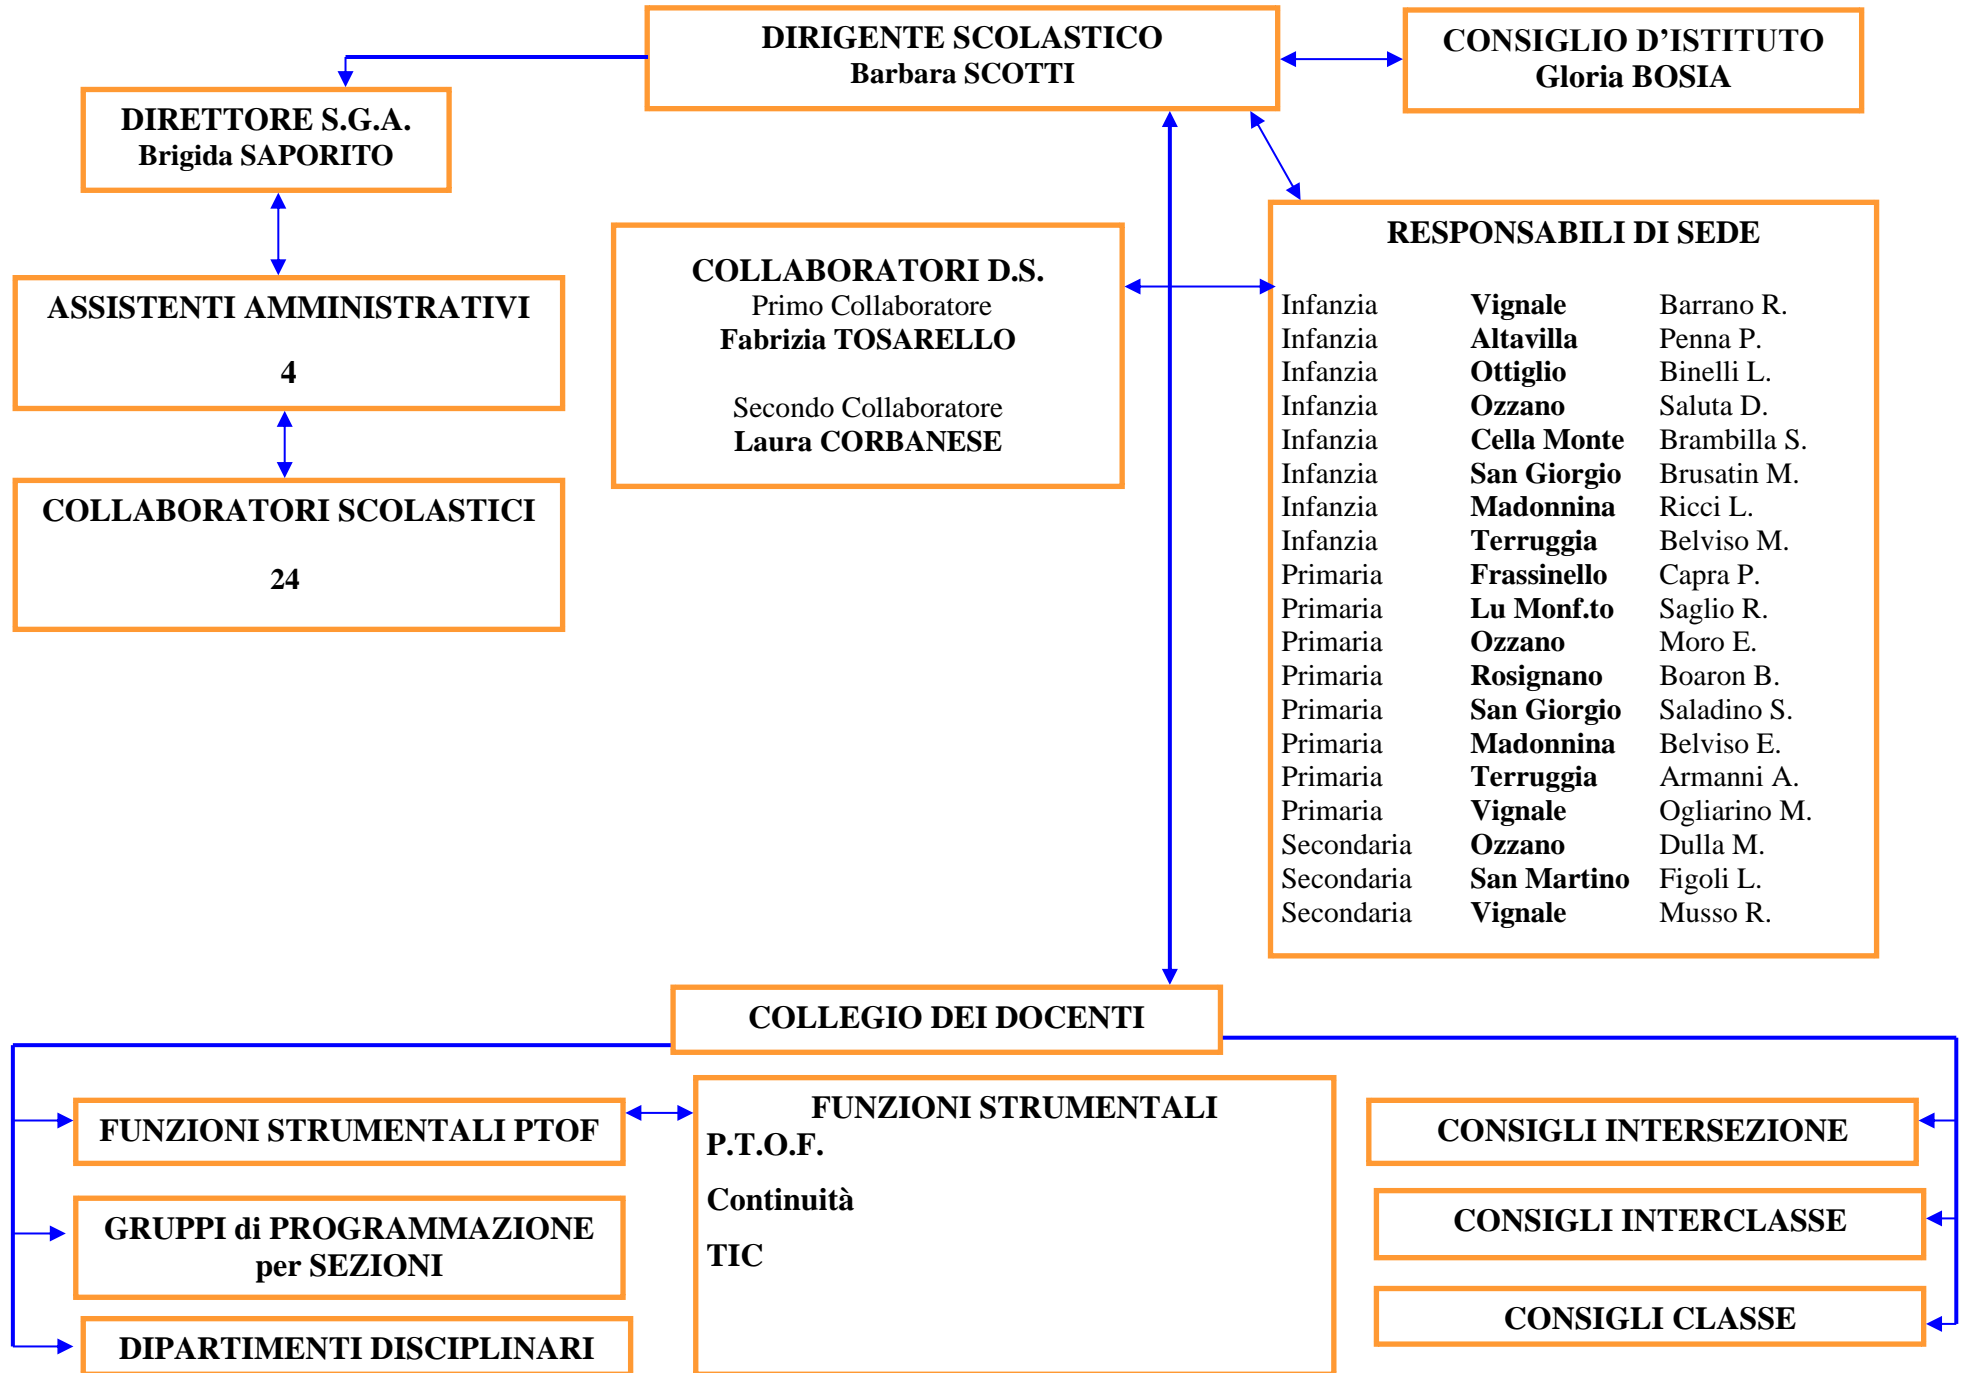 DIRIGENTE SCOLASTICO
Barbara SCOTTI
CONSIGLIO D’ISTITUTO
Gloria BOSIA
DIRETTORE S.G.A.
Brigida SAPORITO
ASSISTENTI AMMINISTRATIVI
4
COLLABORATORI SCOLASTICI
24
COLLABORATORI D.S.
Primo Collaboratore
Fabrizia TOSARELLO
Secondo Collaboratore
Laura CORBANESE
RESPONSABILI DI SEDE
Infanzia Vignale Barrano R.
Infanzia Altavilla Penna P.
Infanzia Ottiglio Binelli L.
Infanzia Ozzano Saluta D.
Infanzia Cella Monte Brambilla S.
Infanzia San Giorgio Brusatin M.
Infanzia Madonnina Ricci L.
Infanzia Terruggia Belviso M.
Primaria Frassinello Capra P.
Primaria Lu Monf.to Saglio R.
Primaria Ozzano Moro E.
Primaria Rosignano Boaron B.
Primaria San Giorgio Saladino S.
Primaria Madonnina Belviso E.
Primaria Terruggia Armanni A.
Primaria Vignale Ogliarino M.
Secondaria Ozzano Dulla M.
Secondaria San Martino Figoli L.
Secondaria Vignale Musso R.
COLLEGIO DEI DOCENTI
FUNZIONI STRUMENTALI PTOF
GRUPPI di PROGRAMMAZIONE
per SEZIONI
DIPARTIMENTI DISCIPLINARI
FUNZIONI STRUMENTALI
P.T.O.F.
Continuità
TIC
CONSIGLI INTERSEZIONE
CONSIGLI INTERCLASSE
CONSIGLI CLASSE